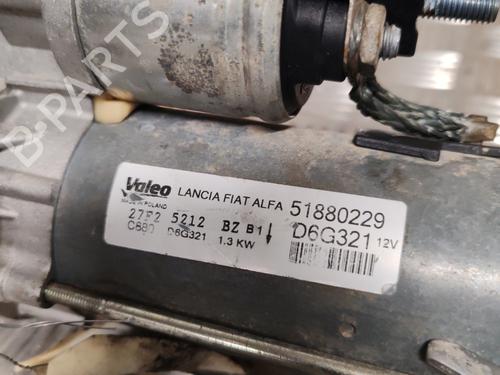 Valeo
MADE IN POLAND
LANCIA FIAT ALFA 51880229
27P2 5212 BZ B1
C680 D6G321 1.3 KW
D6G321 12V
B-PARTS